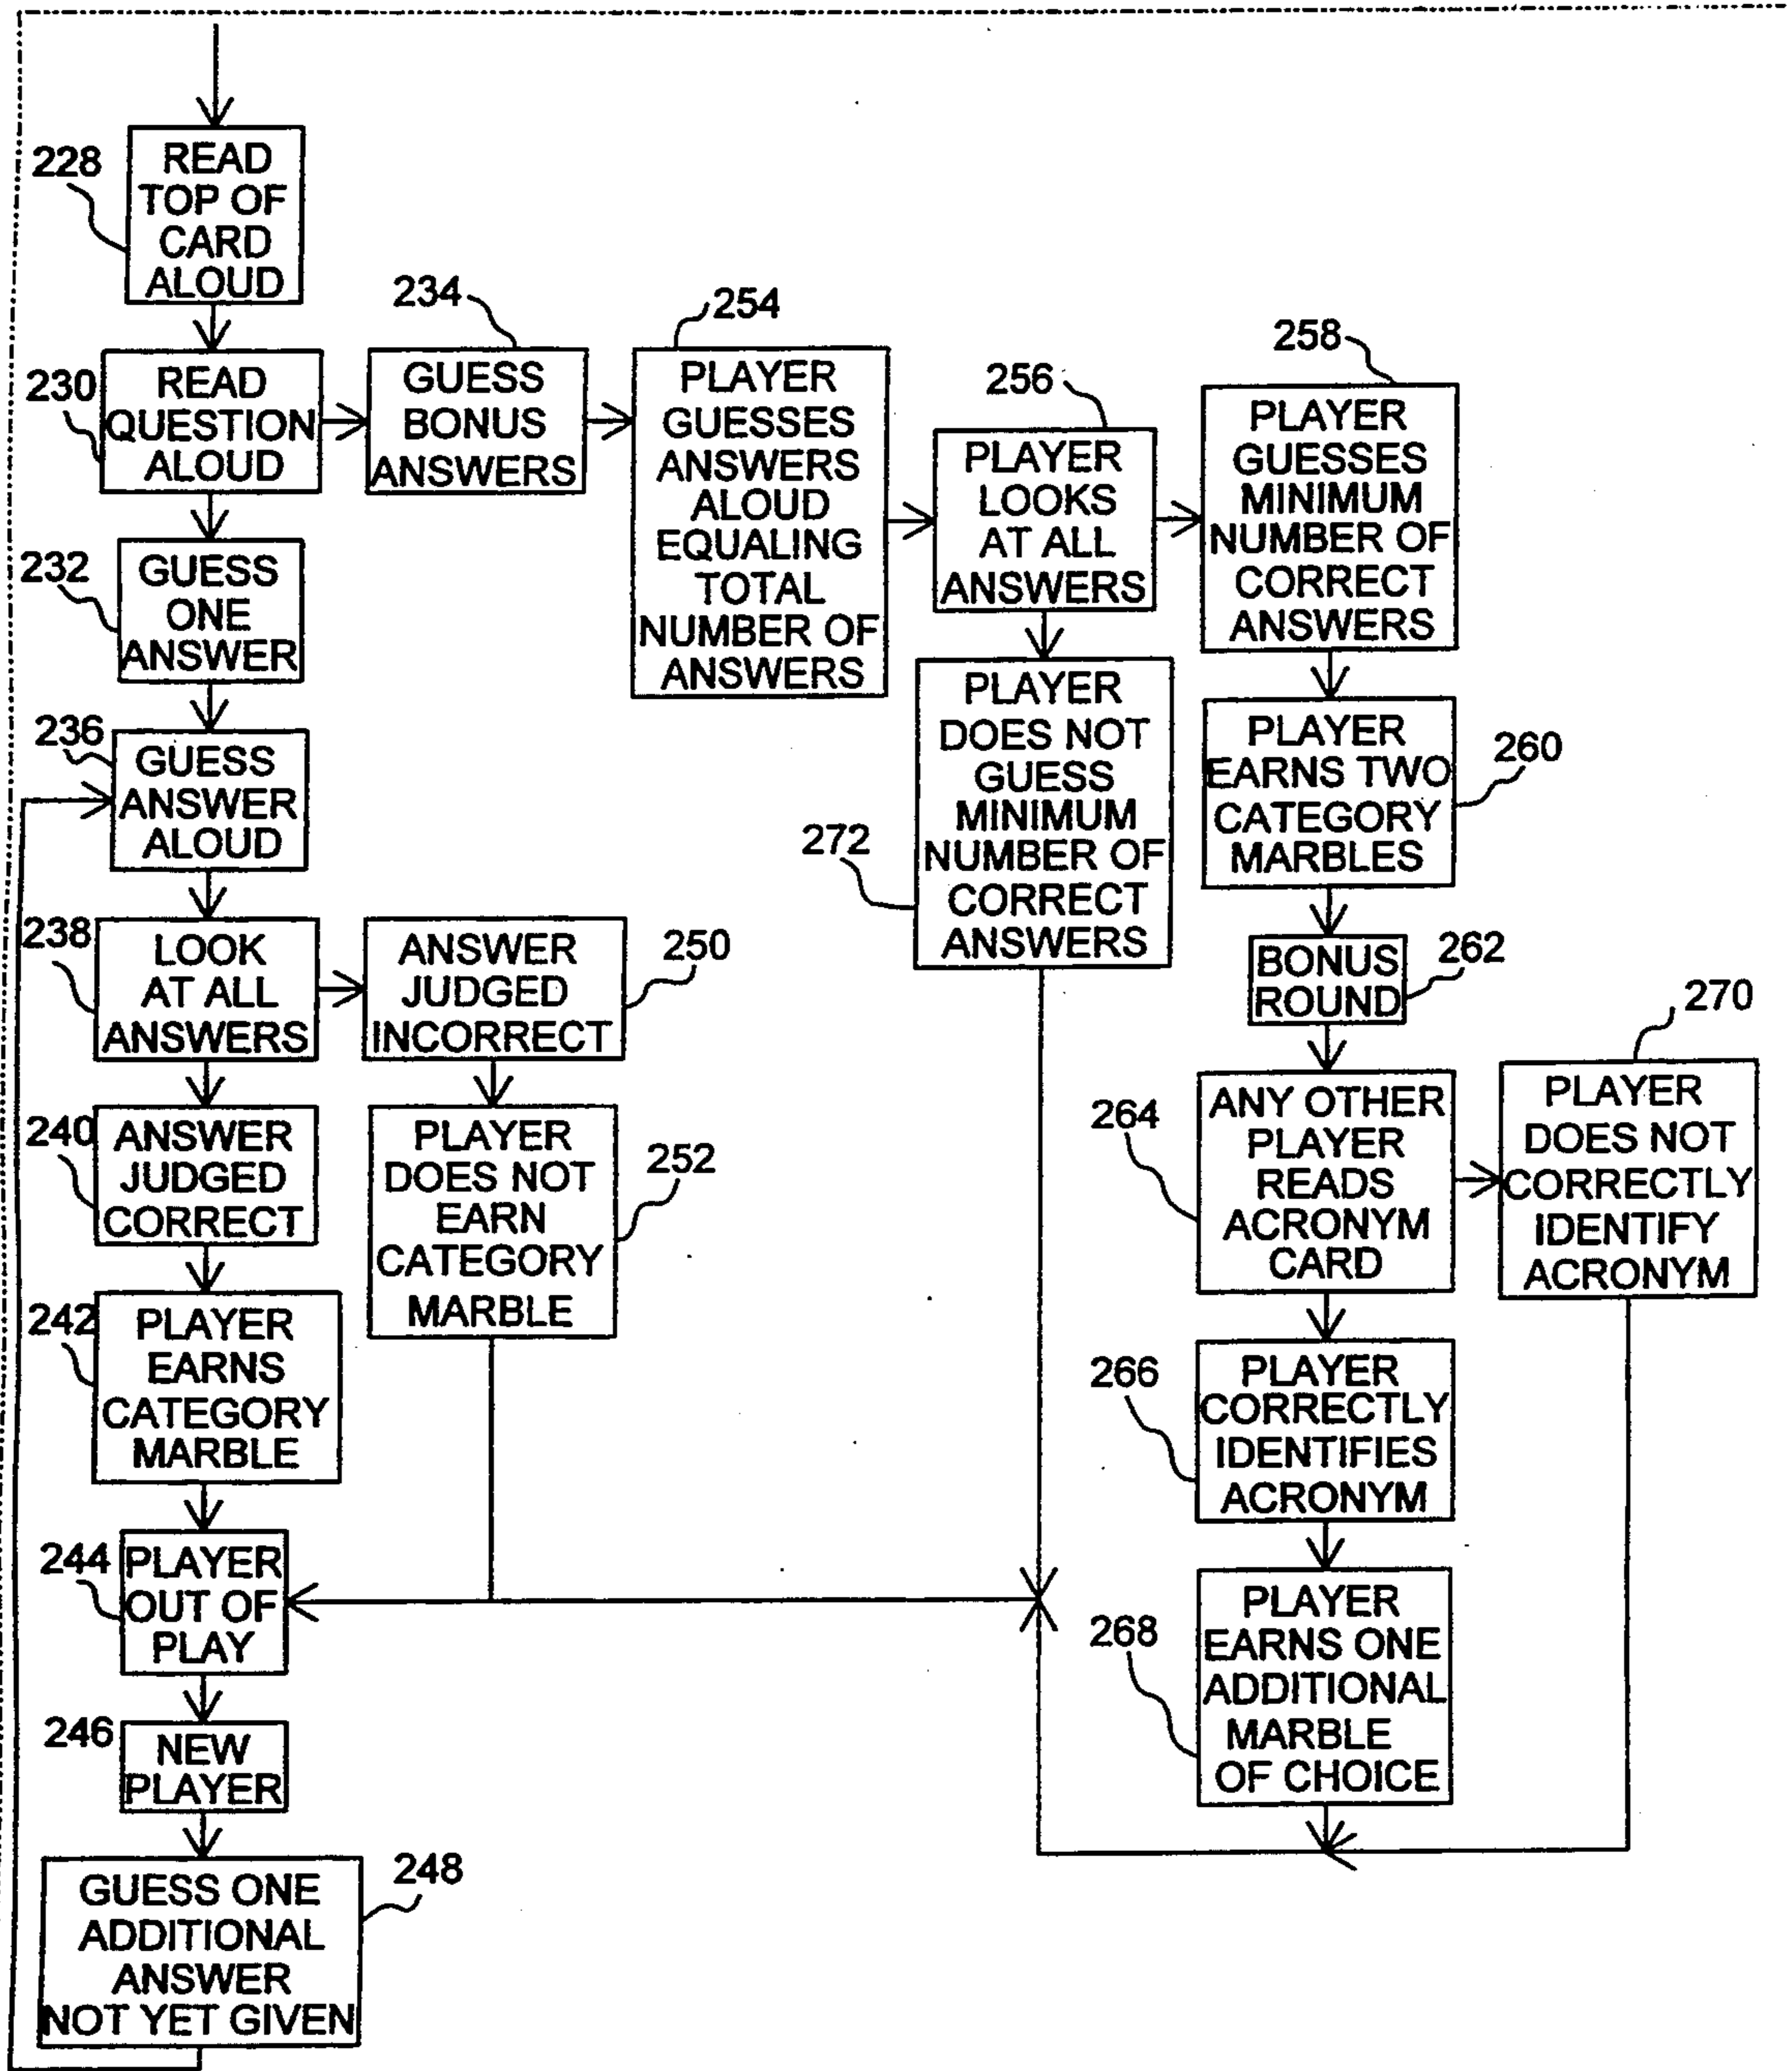 228
READ
TOP OF
CARD
ALOUD
230
READ
QUESTION
ALOUD
234
GUESS
BONUS
ANSWERS
254
PLAYER
GUESSES
ANSWERS
ALOUD
EQUALING
TOTAL
NUMBER OF
ANSWERS
256
PLAYER
LOOKS
AT ALL
ANSWERS
258
PLAYER
GUESSES
MINIMUM
NUMBER OF
CORRECT
ANSWERS
232
GUESS
ONE
ANSWER
236
GUESS
ANSWER
ALOUD
272
PLAYER
DOES NOT
GUESS
MINIMUM
NUMBER OF
CORRECT
ANSWERS
PLAYER
EARNS TWO
CATEGORY
MARBLES
260
238
LOOK
AT ALL
ANSWERS
ANSWER
JUDGED
INCORRECT
250
BONUS
ROUND
262
270
240
ANSWER
JUDGED
CORRECT
PLAYER
DOES NOT
EARN
CATEGORY
MARBLE
252
264
ANY OTHER
PLAYER
READS
ACRONYM
CARD
PLAYER
DOES NOT
CORRECTLY
IDENTIFY
ACRONYM
242
PLAYER
EARNS
CATEGORY
MARBLE
266
PLAYER
CORRECTLY
IDENTIFIES
ACRONYM
244
PLAYER
OUT OF
PLAY
268
PLAYER
EARNS ONE
ADDITIONAL
MARBLE
OF CHOICE
246
NEW
PLAYER
248
GUESS ONE
ADDITIONAL
ANSWER
NOT YET GIVEN